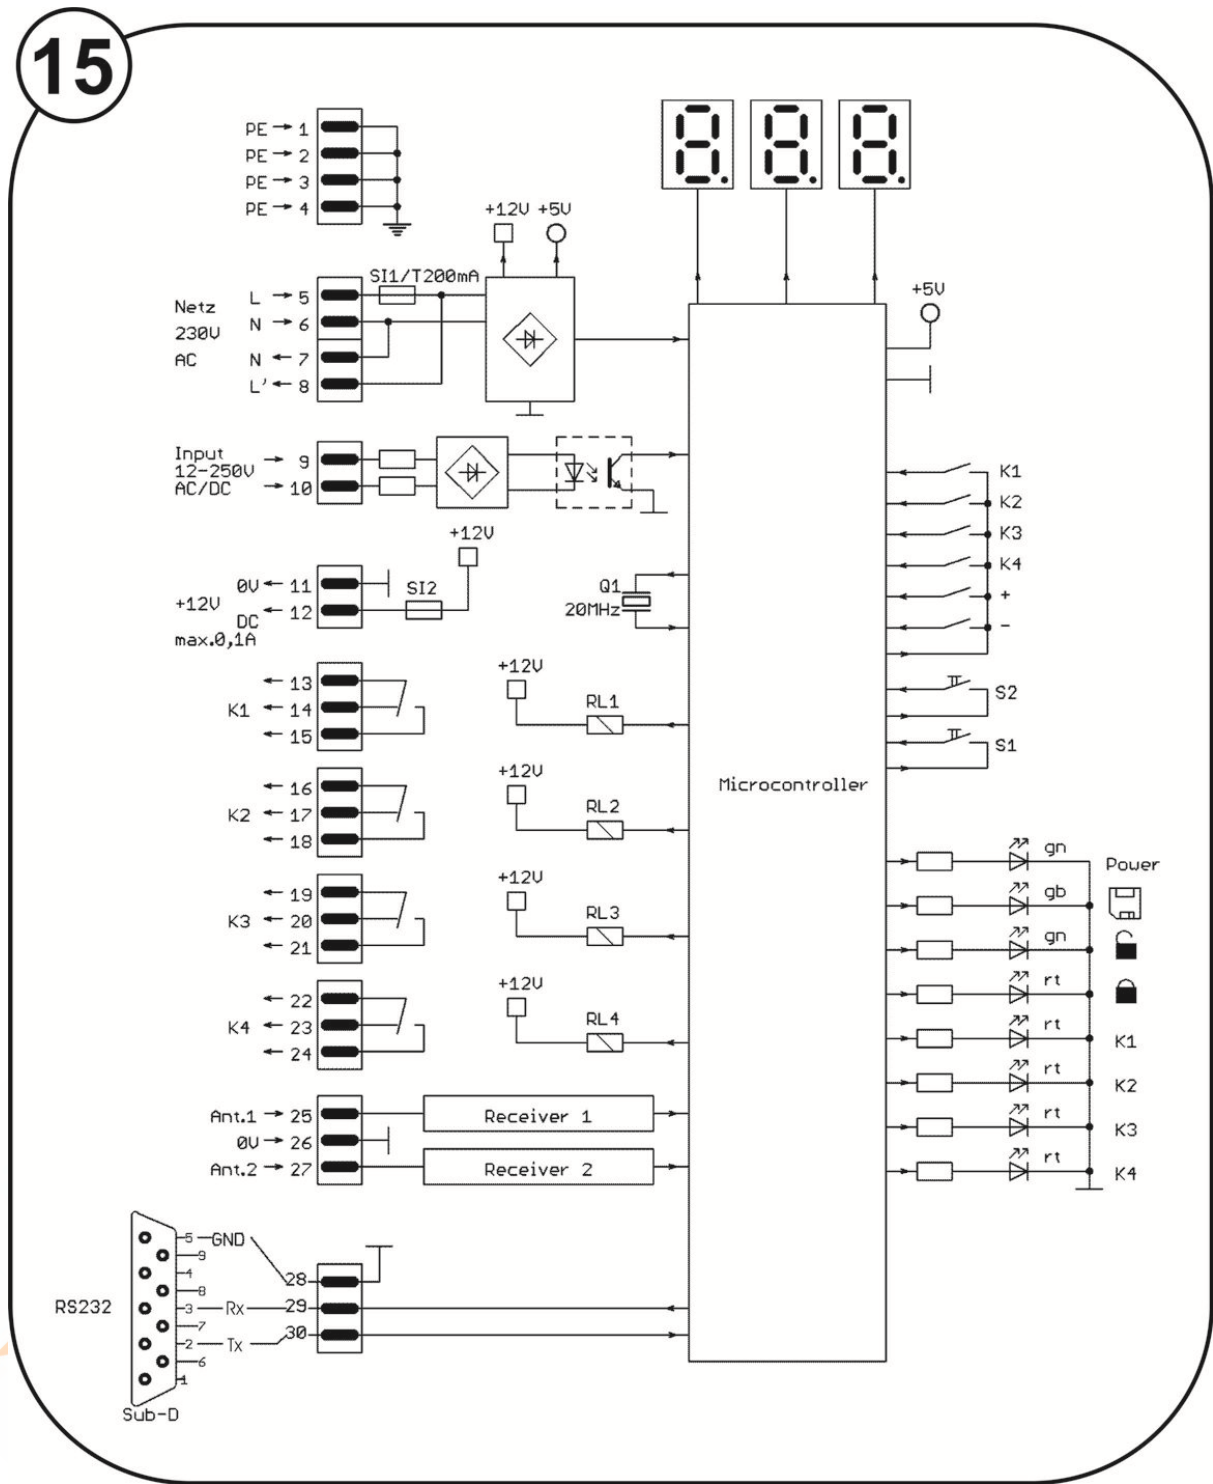 15
PE → 1
PE → 2
PE → 3
PE → 4
+12V +5V
SI1/T200mA
Netz
230V
AC
L → 5
N → 6
N ← 7
L' ← 8
+5V
Input
12-250V
AC/DC
→ 9
→ 10
+12V
0V ← 11
← 12
SI2
+12V
DC
max.0,1A
Q1
20MHz
K1
K2
K3
K4
+
-
S2
S1
← 13
K1 ← 14
← 15
+12V
RL1
← 16
K2 ← 17
← 18
+12V
RL2
← 19
K3 ← 20
← 21
+12V
RL3
← 22
K4 ← 23
← 24
+12V
RL4
Microcontroller
gn
Power
gb
gn
rt
rt
K1
rt
K2
rt
K3
rt
K4
Ant.1 → 25
Receiver 1
0V → 26
Ant.2 → 27
Receiver 2
RS232
5 GND
9
4
8
3 Rx
7
2 Tx
6
1
28
29
30
Sub-D